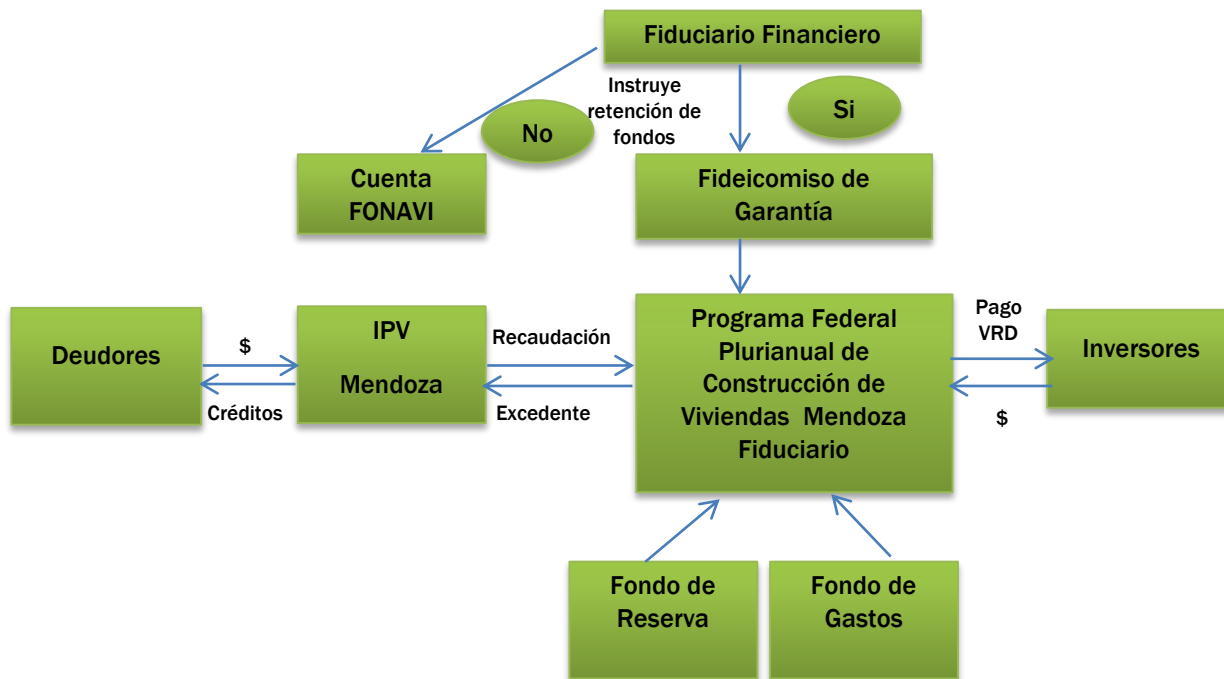 Fiduciario Financiero
Instruye
retención de
fondos
No
Si
Cuenta
FONAVI
Fideicomiso de
Garantía
Deudores
$
Créditos
IPV
Mendoza
Recaudación
Excedente
Programa Federal
Plurianual de
Construcción de
Viviendas Mendoza
Fiduciario
Pago
VRD
$
Inversores
Fondo de
Reserva
Fondo de
Gastos